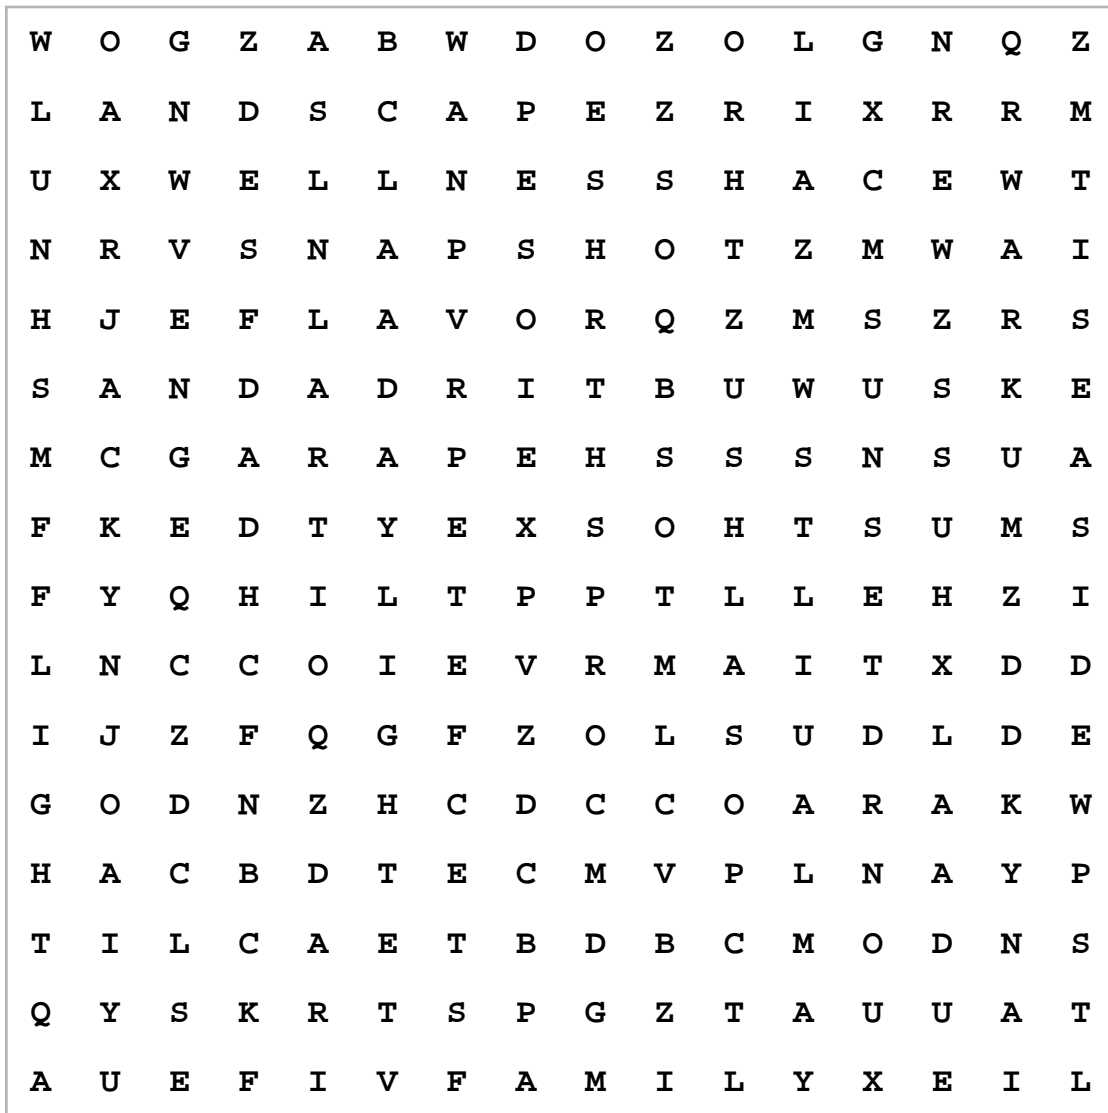 W O G Z A B W D O Z O L G N Q Z
L A N D S C A P E Z R I X R R M
U X W E L L N E S S H A C E W T
N R V S N A P S H O T Z M W A I
H J E F L A V O R Q Z M S Z R S
S A N D A D R I T B U W U S K E
M C G A R A P E H S S S N S U A
F K E D T Y E X S O H T S U M S
F Y Q H I L T P P T L L E H Z I
L N C C O I E V R M A I T X D D
I J Z F Q G F Z O L S U D L D E
G O D N Z H C D C C O A R A K W
H A C B D T E C M V P L N A Y P
T I L C A E T B D B C M O D N S
Q Y S K R T S P G Z T A U U A T
A U E F I V F A M I L Y X E I L